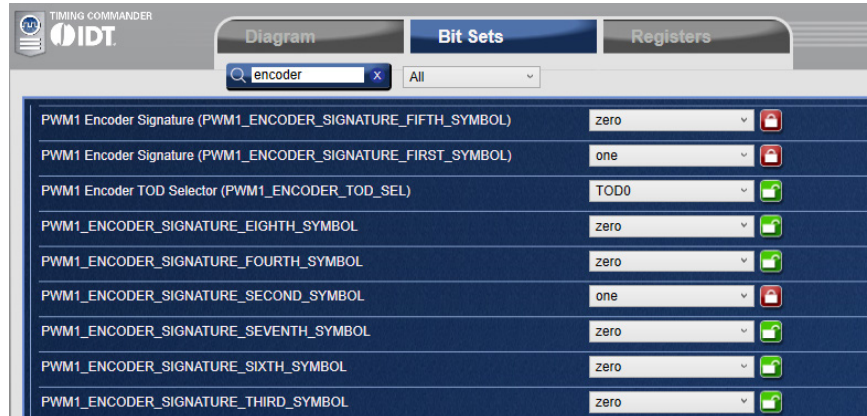 TIMING COMMANDER
IDT.
Diagram Bit Sets Registers
encoder X All
PWM1 Encoder Signature (PWM1_ENCODER_SIGNATURE_FIFTH_SYMBOL) zero
PWM1 Encoder Signature (PWM1_ENCODER_SIGNATURE_FIRST_SYMBOL) one
PWM1 Encoder TOD Selector (PWM1_ENCODER_TOD_SEL) TOD0
PWM1_ENCODER_SIGNATURE_EIGHTH_SYMBOL zero
PWM1_ENCODER_SIGNATURE_FOURTH_SYMBOL zero
PWM1_ENCODER_SIGNATURE_SECOND_SYMBOL one
PWM1_ENCODER_SIGNATURE_SEVENTH_SYMBOL zero
PWM1_ENCODER_SIGNATURE_SIXTH_SYMBOL zero
PWM1_ENCODER_SIGNATURE_THIRD_SYMBOL zero